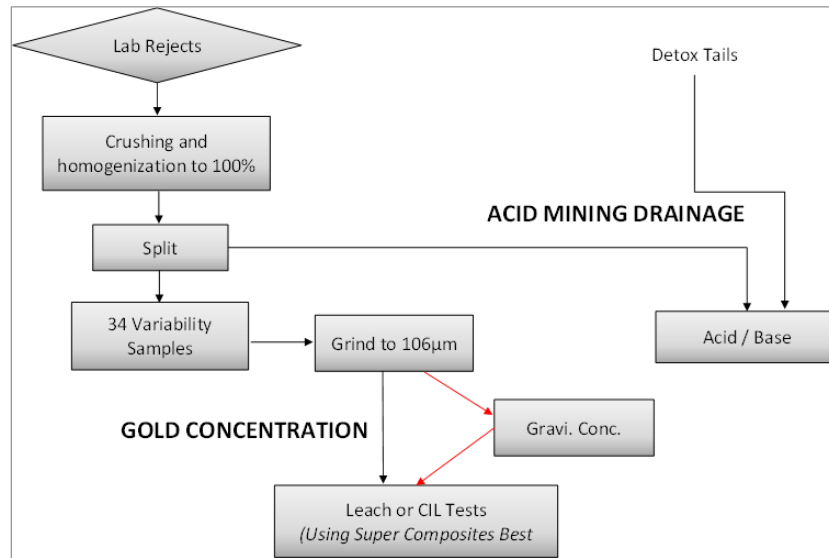 Lab Rejects
Detox Tails
Crushing and
homogenization to 100%
ACID MINING DRAINAGE
Split
34 Variability
Samples
Grind to 106µm
Acid / Base
GOLD CONCENTRATION
Gravi. Conc.
Leach or CIL Tests
(Using Super Composites Best